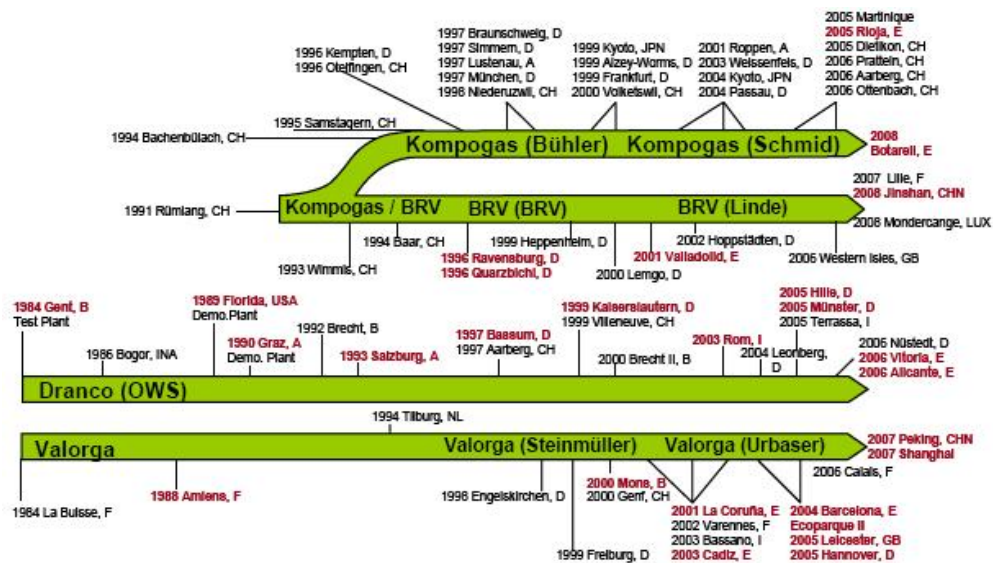 2005 Martinique
2005 Rioja, E
2005 Dietikon, CH
2006 Pratteln, CH
2006 Aarberg, CH
2006 Ottenbach, CH
1997 Braunschweig, D
1997 Simmern, D
1997 Lustenau, A
1997 München, D
1998 Niederuzwil, CH
1999 Kyoto, JPN
1999 Alzey-Worms, D
1999 Frankfurt, D
2000 Volketswil, CH
2001 Roppen, A
2003 Weissenfels, D
2004 Kyoto, JPN
2004 Passau, D
1996 Kempten, D
1996 Otelfingen, CH
1995 Samstagern, CH
1994 Bachenbülach, CH
Kompogas (Bühler)
Kompogas (Schmid)
2008
Botarell, E
2007 Lille, F
2008 Jinshan, CHN
2008 Mondercange, LUX
1991 Rümlang, CH
Kompogas / BRV
BRV (BRV)
BRV (Linde)
1994 Baar, CH
1999 Heppenheim, D
2002 Hoppstädten, D
1993 Wimmis, CH
1996 Ravensburg, D
1996 Quarzbichl, D
2001 Valladolid, E
2000 Lemgo, D
2006 Western Isles, GB
1984 Gent, B
Test Plant
1986 Bogor, INA
1989 Florida, USA
Demo.Plant
1990 Graz, A
Demo. Plant
1992 Brecht, B
1993 Salzburg, A
1997 Bassum, D
1997 Aarberg, CH
1999 Kaiserslautern, D
1999 Villeneuve, CH
2000 Brecht II, B
2003 Rom, I
2004 Leonberg,
D
2005 Hille, D
2005 Münster, D
2005 Terrassa, I
2006 Nüstedt, D
2006 Vitoria, E
2006 Alicante, E
Dranco (OWS)
1994 Tilburg, NL
Valorga
Valorga (Steinmüller)
Valorga (Urbaser)
2007 Peking, CHN
2007 Shanghai
2006 Calais, F
1984 La Buisse, F
1988 Amiens, F
1998 Engelskirchen, D
1999 Freiburg, D
2000 Mons, B
2000 Genf, CH
2001 La Coruña, E
2002 Varennes, F
2003 Bassano, I
2003 Cadiz, E
2004 Barcelona, E
Ecoparque II
2005 Leicester, GB
2005 Hannover, D